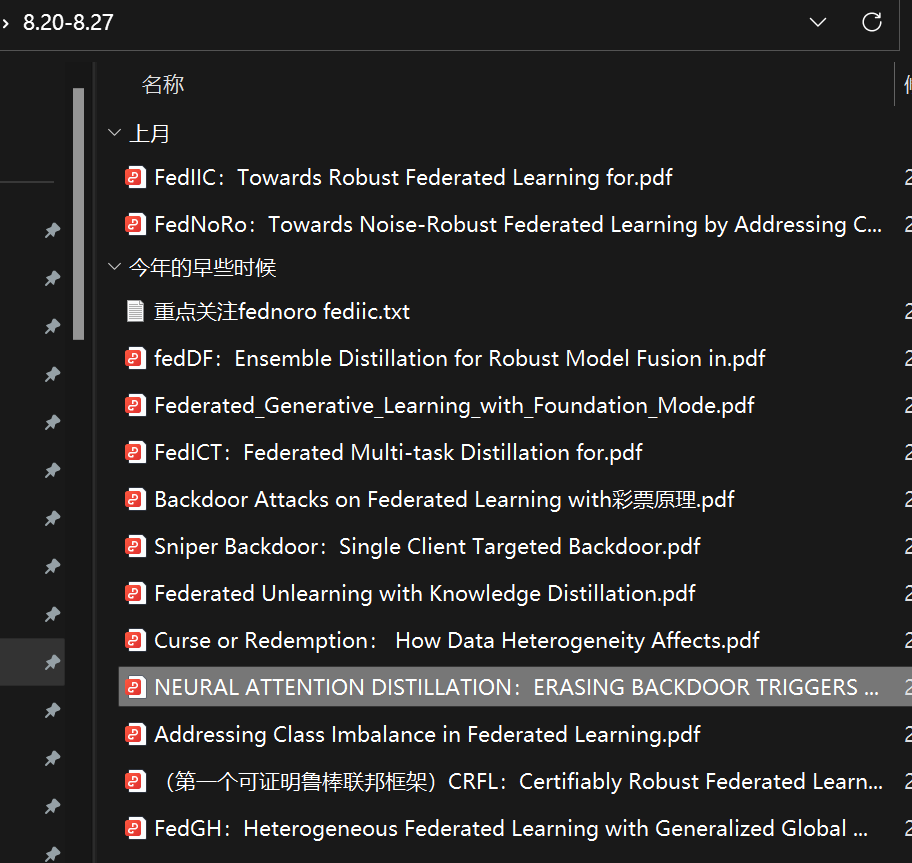 8.20-8.27
名称
上月
FedIIC：Towards Robust Federated Learning for.pdf
FedNoRo：Towards Noise-Robust Federated Learning by Addressing C...
今年的早些时候
重点关注fednoro fediic.txt
fedDF：Ensemble Distillation for Robust Model Fusion in.pdf
Federated_Generative_Learning_with_Foundation_Mode.pdf
FedICT：Federated Multi-task Distillation for.pdf
Backdoor Attacks on Federated Learning with彩票原理.pdf
Sniper Backdoor：Single Client Targeted Backdoor.pdf
Federated Unlearning with Knowledge Distillation.pdf
Curse or Redemption： How Data Heterogeneity Affects.pdf
NEURAL ATTENTION DISTILLATION：ERASING BACKDOOR TRIGGERS ...
Addressing Class Imbalance in Federated Learning.pdf
（第一个可证明鲁棒联邦框架）CRFL：Certifiably Robust Federated Learn...
FedGH：Heterogeneous Federated Learning with Generalized Global ...